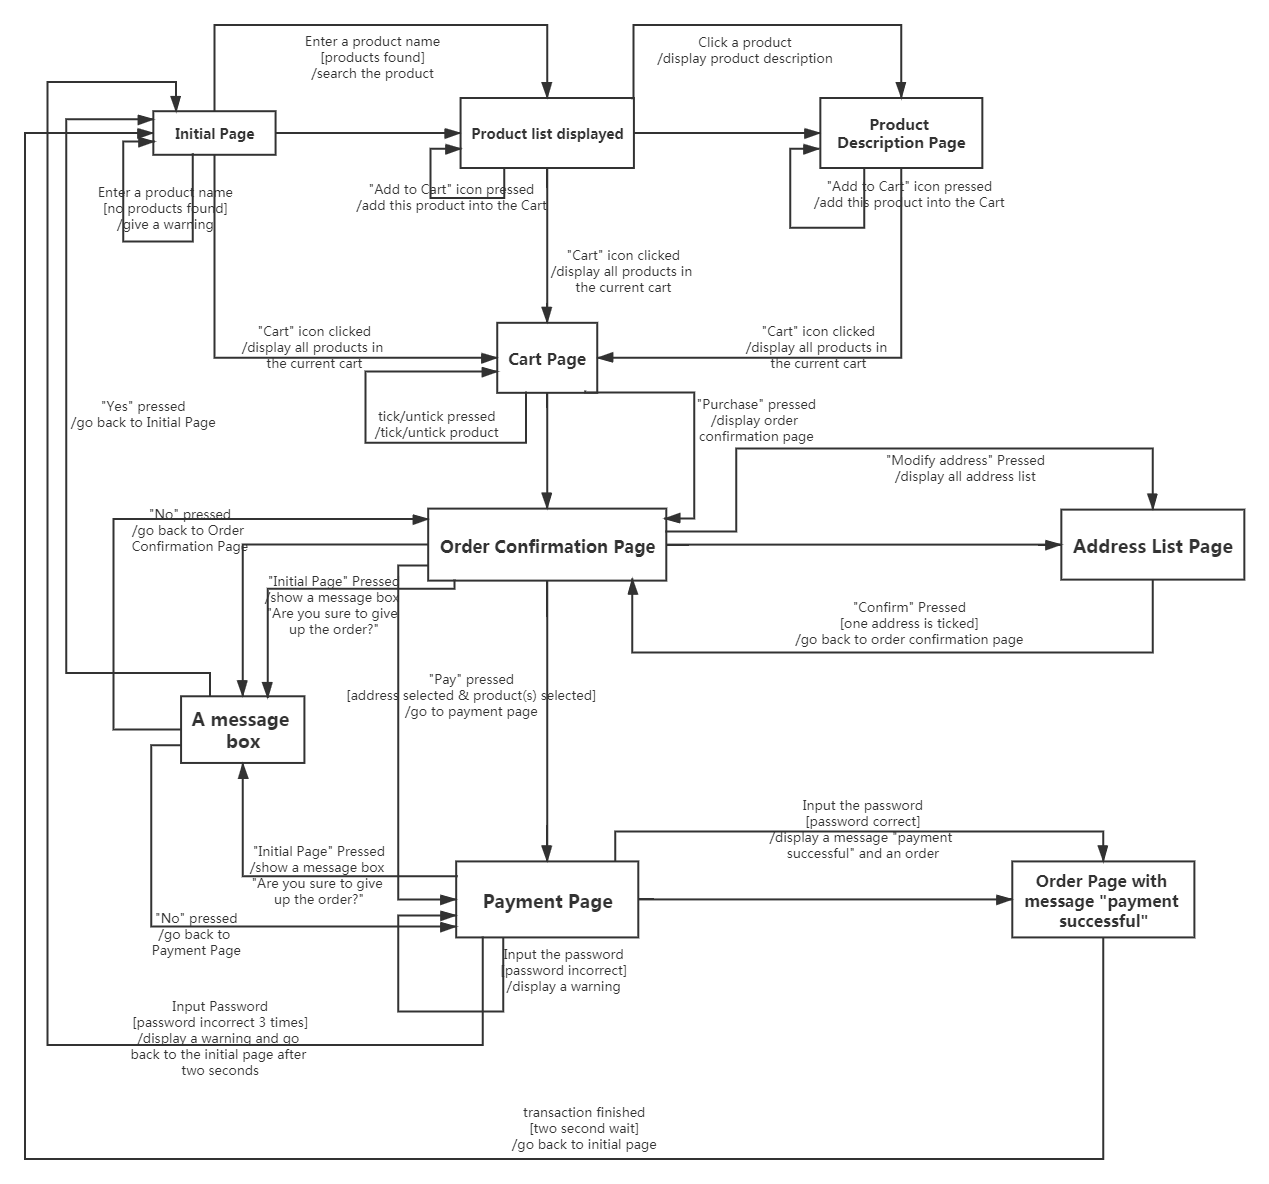 Enter a product name
[products found]
/search the product
Click a product
/display product description
Initial Page
Product list displayed
Product
Description Page
Enter a product name
[no products found]
/give a warning
"Add to Cart" icon pressed
/add this product into the Cart
"Add to Cart" icon pressed
/add this product into the Cart
"Cart" icon clicked
/display all products in
the current cart
"Cart" icon clicked
/display all products in
the current cart
Cart Page
"Cart" icon clicked
/display all products in
the current cart
"Yes" pressed
/go back to Initial Page
tick/untick pressed
/tick/untick product
"Purchase" pressed
/display order
confirmation page
"Modify address" Pressed
/display all address list
"No" pressed
/go back to Order
Confirmation Page
Order Confirmation Page
Address List Page
"Initial Page" Pressed
/show a message box
"Are you sure to give
up the order?"
"Confirm" Pressed
[one address is ticked]
/go back to order confirmation page
"Pay" pressed
[address selected & product(s) selected]
/go to payment page
A message
box
Input the password
[password correct]
/display a message "payment
successful" and an order
"Initial Page" Pressed
/show a message box
"Are you sure to give
up the order?"
Payment Page
Order Page with
message "payment
successful"
"No" pressed
/go back to
Payment Page
Input the password
[password incorrect]
/display a warning
Input Password
[password incorrect 3 times]
/display a warning and go
back to the initial page after
two seconds
transaction finished
[two second wait]
/go back to initial page